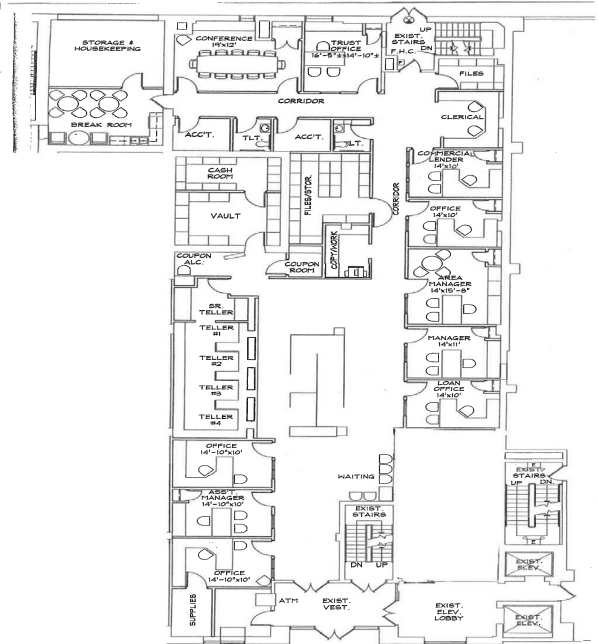 STORAGE &
HOUSEKEEPING
CONFERENCE
19'x12'
TRUST
OFFICE
16'-5"±x14'-10"±
EXIST.
STAIRS
F.H.C.
UP
DN
FILES
CORRIDOR
CLERICAL
BREAK ROOM
ACC'T.
TLT.
ACC'T.
TLT.
COMMERCIAL
LENDER
14'x10'
CASH
ROOM
FILES/STOR.
CORRIDOR
VAULT
OFFICE
14'x10'
COPY/WORK
COUPON
ALC.
COUPON
ROOM
AREA
MANAGER
14'x15'-8"
SR.
TELLER
TELLER
#1
TELLER
#2
TELLER
#3
TELLER
#4
MANAGER
14'x11'
LOAN
OFFICE
14'x10'
OFFICE
14'-10"x10'
WAITING
EXIST.
STAIRS
UP
DN.
ASS'T.
MANAGER
14'-10"x10'
EXIST.
STAIRS
DN UP
OFFICE
14'-10"x10'
EXIST.
ELEV.
SUPPLIES
ATM
EXIST.
VEST.
EXIST.
ELEV.
LOBBY
EXIST.
ELEV.